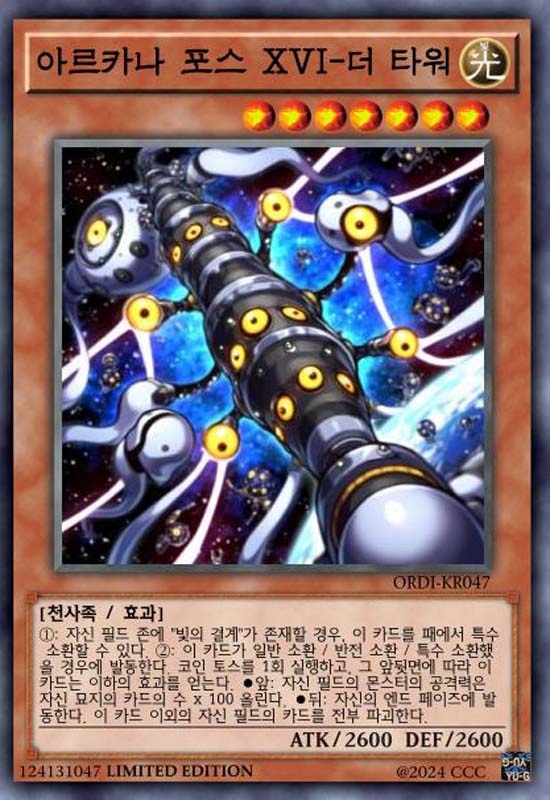 아르카나 포스 XVI-더 타워
光
ORDI-KR047
[천사족 / 효과]
①: 자신 필드 존에 "빛의 결계"가 존재할 경우, 이 카드를 패에서 특수
소환할 수 있다. ②: 이 카드가 일반 소환 / 반전 소환 / 특수 소환했
을 경우에 발동한다. 코인 토스를 1회 실행하고, 그 앞뒷면에 따라 이
카드는 이하의 효과를 얻는다. ●앞: 자신 필드의 몬스터의 공격력은
자신 묘지의 카드의 수 x 100 올린다. ●뒤: 자신의 엔드 페이즈에 발
동한다. 이 카드 이외의 자신 필드의 카드를 전부 파괴한다.
ATK/2600 DEF/2600
124131047 LIMITED EDITION
@2024 CCC